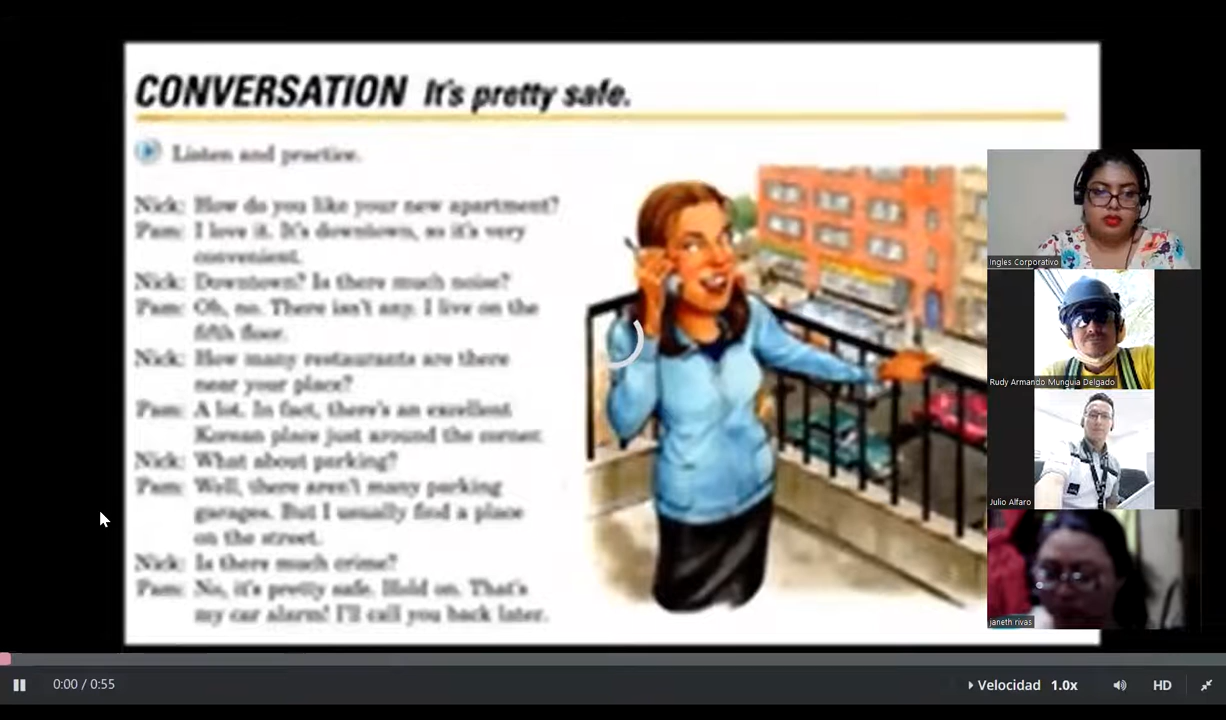 CONVERSATION It's pretty safe.
Listen and practice.
Nick: How do you like your new apartment?
Pam: I love it. It's downtown, so it's very
convenient.
Nick: Downtown? Is there much noise?
Pam: Oh, no. There isn't any. I live on the
fifth floor.
Nick: How many restaurants are there
near your place?
Pam: A lot. In fact, there's an excellent
Korean place just around the corner.
Nick: What about parking?
Pam: Well, there aren't many parking
garages. But I usually find a place
on the street.
Nick: Is there much crime?
Pam: No, it's pretty safe. Hold on. That's
my car alarm! I'll call you back later.
Ingles Corporativo
Rudy Armando Munguia Delgado
Julio Alfaro
janeth rivas
0:00 / 0:55
Velocidad 1.0x
HD